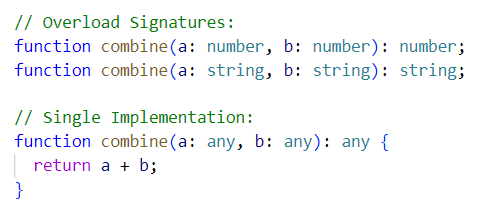 // Overload Signatures:
function combine(a: number, b: number): number;
function combine(a: string, b: string): string;

// Single Implementation:
function combine(a: any, b: any): any {
  return a + b;
}